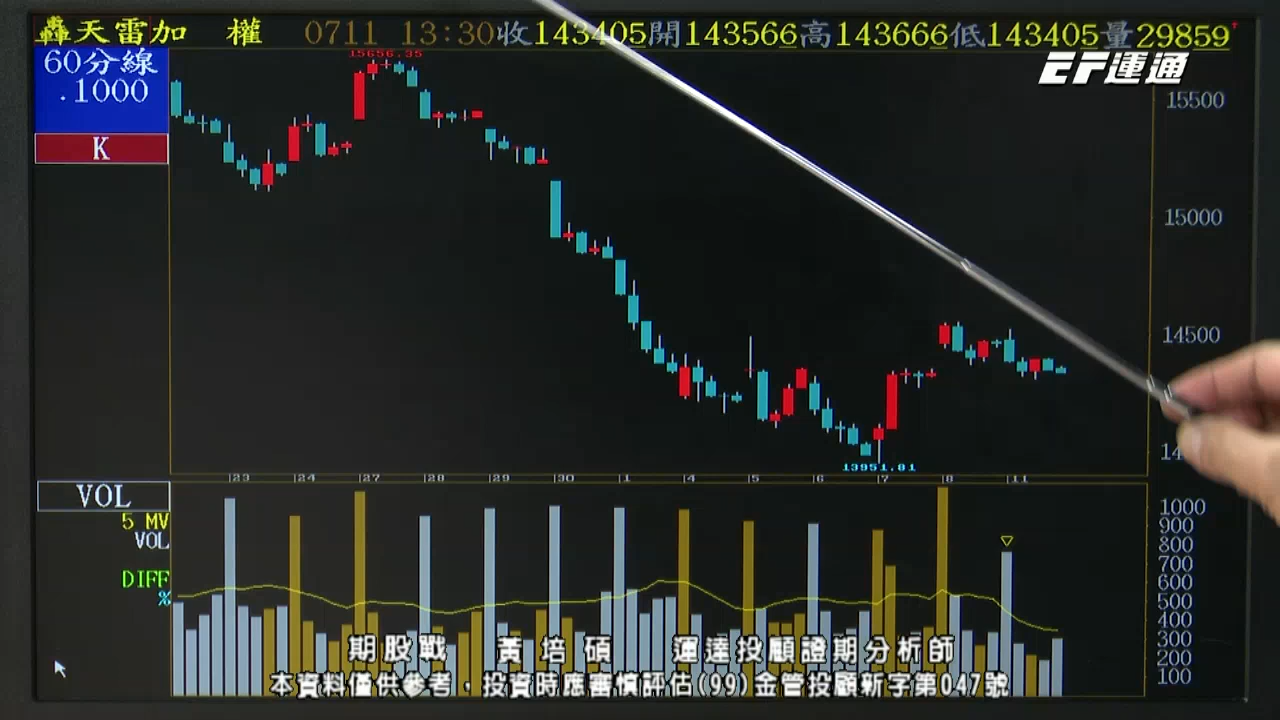 轟天雷加 權 0711 13:30收143405開143566高143666低143405量29859
EF運通
60分線
.1000
K
15656.35
15500
15000
14500
13951.81
23 24 27 28 29 30 1 4 5 6 7 8 11
VOL
5 MV
VOL
DIFF
%
1000
900
800
700
600
500
400
300
200
100
期股戰 黃培碩 運達投顧證期分析師
本資料僅供參考，投資時應審慎評估(99)金管投顧新字第047號